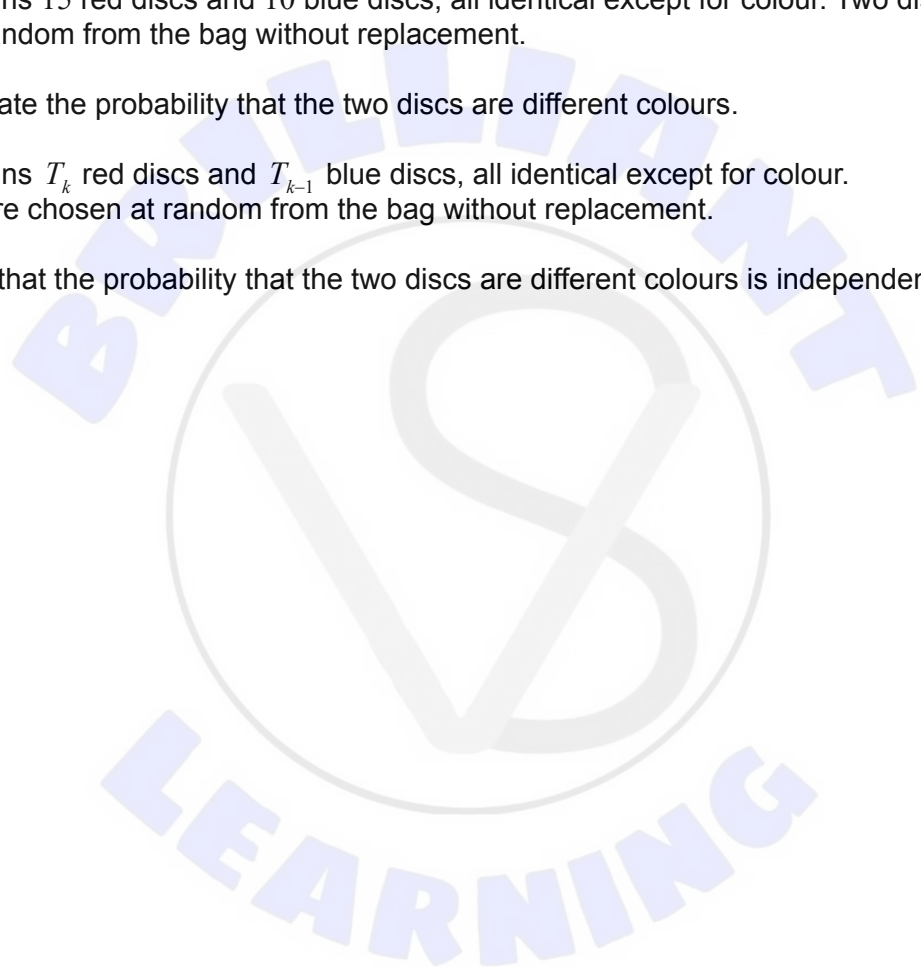 ns 15 red discs and 10 blue discs, all identical except for colour. Two dis
ndom from the bag without replacement.
ate the probability that the two discs are different colours.
ns T_k red discs and T_{k–1} blue discs, all identical except for colour.
re chosen at random from the bag without replacement.
that the probability that the two discs are different colours is independen
BRILLIANT
VS
LEARNING